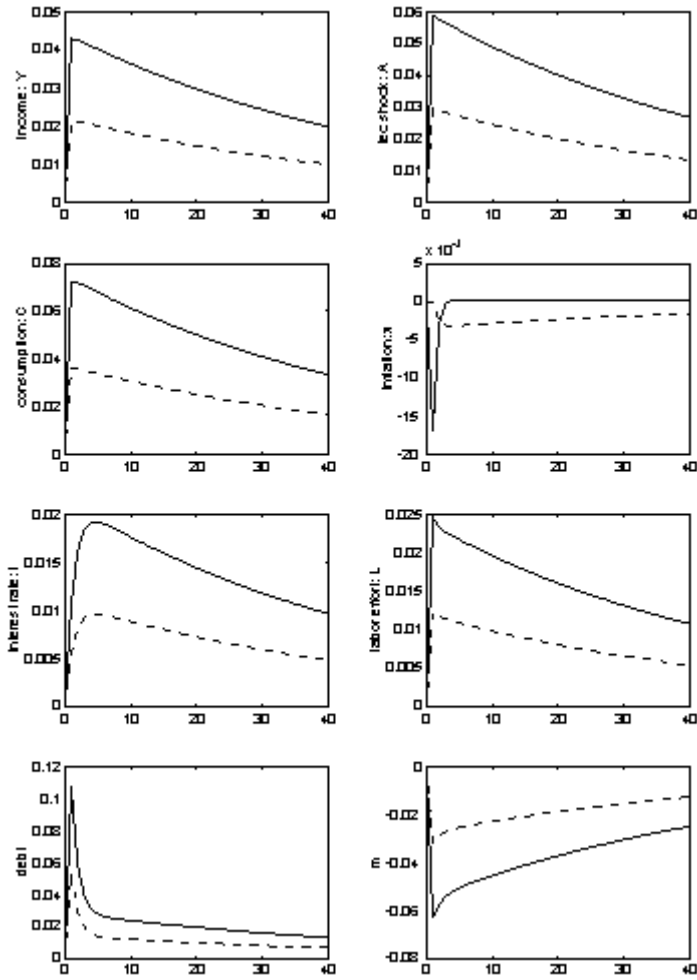 Income: Y
0.05
0.04
0.03
0.02
0.01
0
0 10 20 30 40
tec shock: A
0.06
0.05
0.04
0.03
0.02
0.01
0
0 10 20 30 40
consumption: C
0.08
0.06
0.04
0.02
0
0 10 20 30 40
x 10⁻³
5
0
-5
-10
-15
-20
0 10 20 30 40
interest rate: I
0.02
0.015
0.01
0.005
0
0 10 20 30 40
labor effort: L
0.025
0.02
0.015
0.01
0.005
0
0 10 20 30 40
debt
0.12
0.1
0.08
0.06
0.04
0.02
0
0 10 20 30 40
m
0
-0.02
-0.04
-0.06
-0.08
0 10 20 30 40